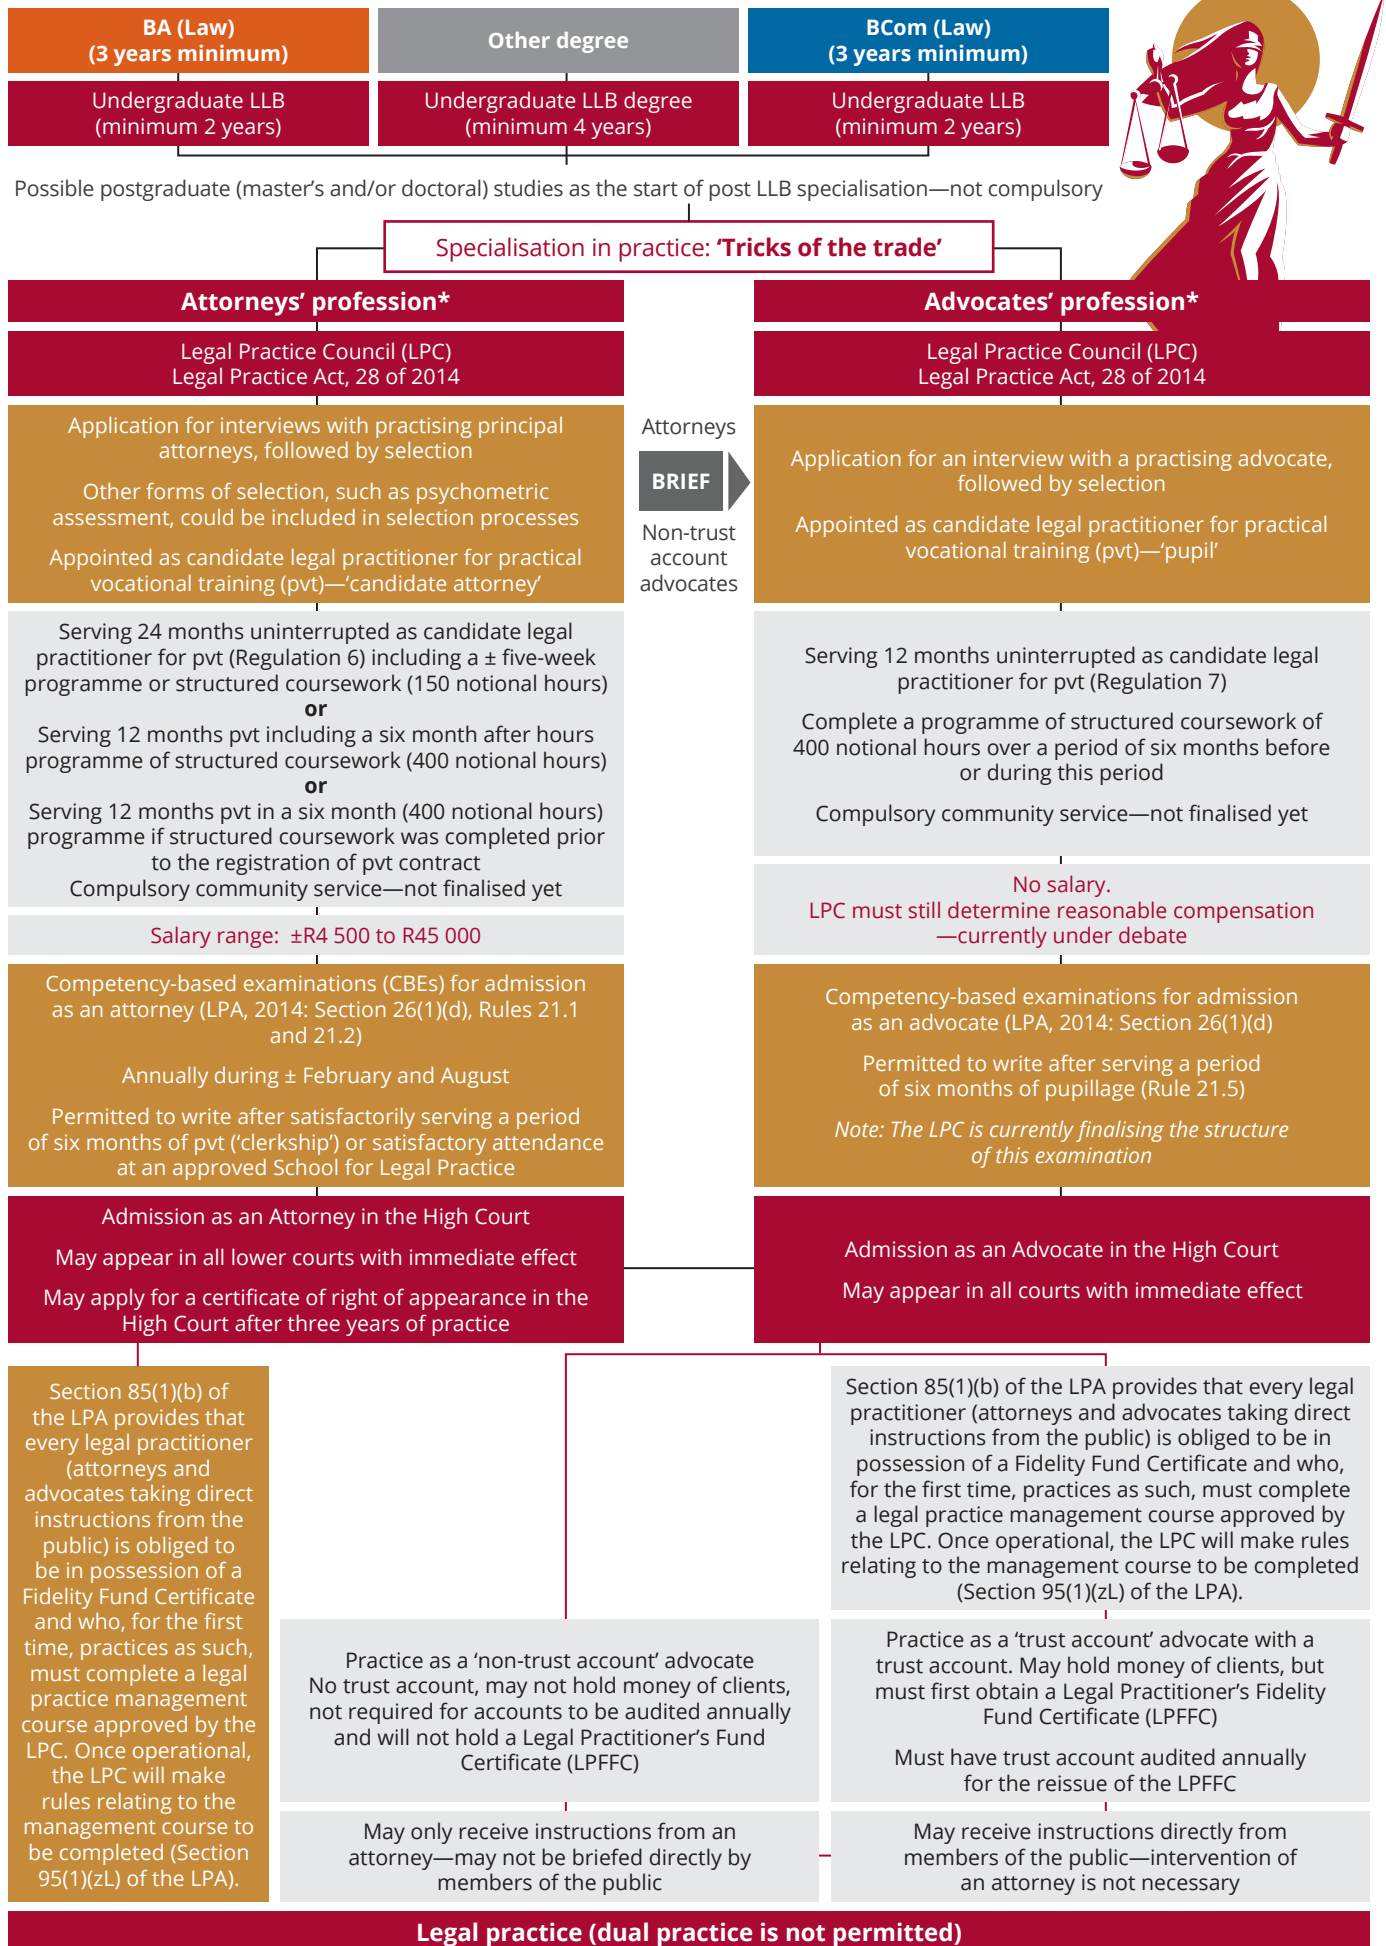 BA (Law)
(3 years minimum)
Other degree
BCom (Law)
(3 years minimum)
Undergraduate LLB
(minimum 2 years)
Undergraduate LLB degree
(minimum 4 years)
Undergraduate LLB
(minimum 2 years)
Possible postgraduate (master’s and/or doctoral) studies as the start of post LLB specialisation—not compulsory
Specialisation in practice: ‘Tricks of the trade’
Attorneys’ profession*
Legal Practice Council (LPC)
Legal Practice Act, 28 of 2014
Application for interviews with practising principal
attorneys, followed by selection
Other forms of selection, such as psychometric
assessment, could be included in selection processes
Appointed as candidate legal practitioner for practical
vocational training (pvt)—‘candidate attorney’
Serving 24 months uninterrupted as candidate legal
practitioner for pvt (Regulation 6) including a ± five-week
programme or structured coursework (150 notional hours)
or
Serving 12 months pvt including a six month after hours
programme of structured coursework (400 notional hours)
or
Serving 12 months pvt in a six month (400 notional hours)
programme if structured coursework was completed prior
to the registration of pvt contract
Compulsory community service—not finalised yet
Salary range: ±R4 500 to R45 000
Competency-based examinations (CBEs) for admission
as an attorney (LPA, 2014: Section 26(1)(d), Rules 21.1
and 21.2)
Annually during ± February and August
Permitted to write after satisfactorily serving a period
of six months of pvt (‘clerkship’) or satisfactory attendance
at an approved School for Legal Practice
Admission as an Attorney in the High Court
May appear in all lower courts with immediate effect
May apply for a certificate of right of appearance in the
High Court after three years of practice
Attorneys
BRIEF
Non-trust
account
advocates
Advocates’ profession*
Legal Practice Council (LPC)
Legal Practice Act, 28 of 2014
Application for an interview with a practising advocate,
followed by selection
Appointed as candidate legal practitioner for practical
vocational training (pvt)—‘pupil’
Serving 12 months uninterrupted as candidate legal
practitioner for pvt (Regulation 7)
Complete a programme of structured coursework of
400 notional hours over a period of six months before
or during this period
Compulsory community service—not finalised yet
No salary.
LPC must still determine reasonable compensation
—currently under debate
Competency-based examinations for admission
as an advocate (LPA, 2014: Section 26(1)(d)
Permitted to write after serving a period
of six months of pupillage (Rule 21.5)
Note: The LPC is currently finalising the structure
of this examination
Admission as an Advocate in the High Court
May appear in all courts with immediate effect
Section 85(1)(b) of
the LPA provides that
every legal practitioner
(attorneys and
advocates taking direct
instructions from the
public) is obliged to
be in possession of a
Fidelity Fund Certificate
and who, for the first
time, practices as such,
must complete a legal
practice management
course approved by the
LPC. Once operational,
the LPC will make
rules relating to the
management course to
be completed (Section
95(1)(zL) of the LPA).
Practice as a ‘non-trust account’ advocate
No trust account, may not hold money of clients,
not required for accounts to be audited annually
and will not hold a Legal Practitioner’s Fund
Certificate (LPFFC)
May only receive instructions from an
attorney—may not be briefed directly by
members of the public
Section 85(1)(b) of the LPA provides that every legal
practitioner (attorneys and advocates taking direct
instructions from the public) is obliged to be in
possession of a Fidelity Fund Certificate and who,
for the first time, practices as such, must complete
a legal practice management course approved by
the LPC. Once operational, the LPC will make rules
relating to the management course to be completed
(Section 95(1)(zL) of the LPA).
Practice as a ‘trust account’ advocate with a
trust account. May hold money of clients, but
must first obtain a Legal Practitioner’s Fidelity
Fund Certificate (LPFFC)
Must have trust account audited annually
for the reissue of the LPFFC
May receive instructions directly from
members of the public—intervention of
an attorney is not necessary
Legal practice (dual practice is not permitted)